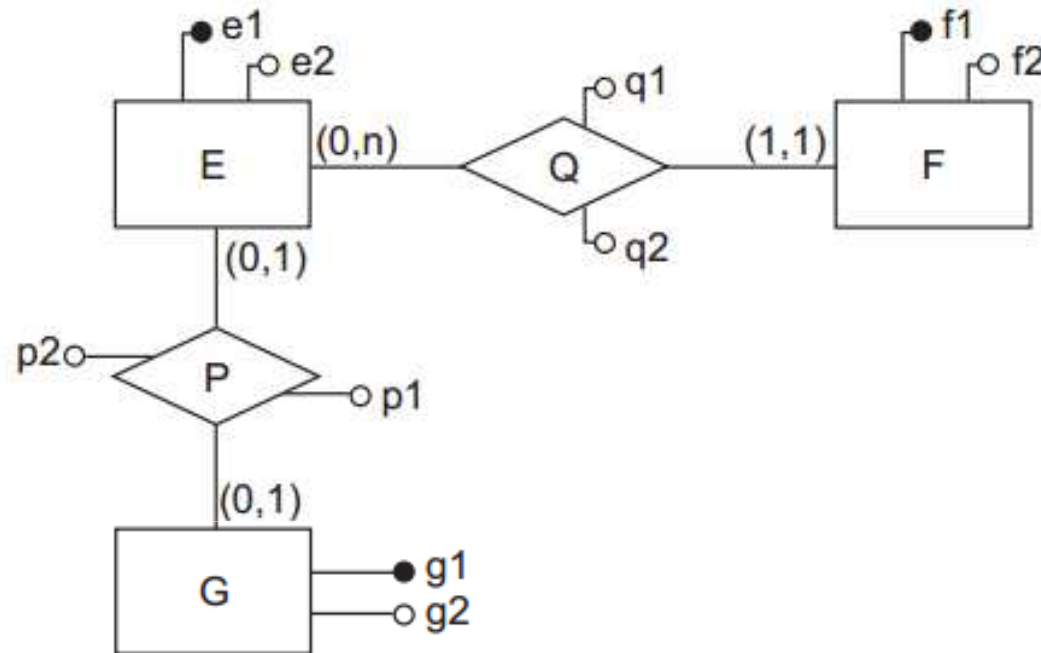 e1
e2
f1
f2
q1
E
(0,n)
Q
(1,1)
F
q2
(0,1)
p2
P
p1
(0,1)
G
g1
g2